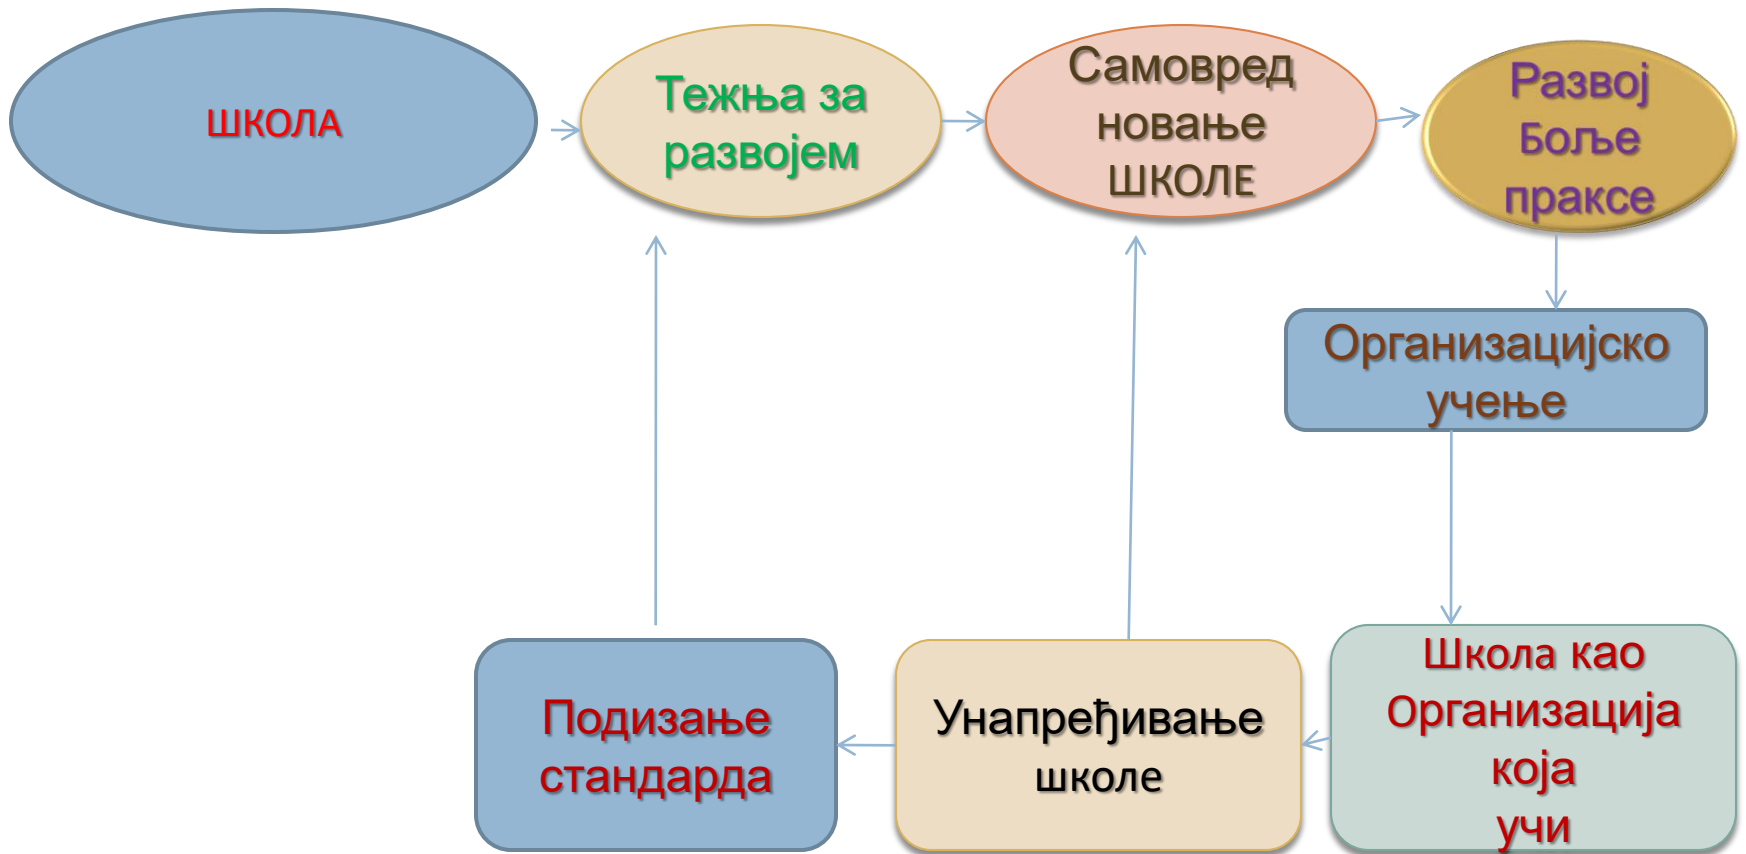 ШКОЛА
Тежња за
развојем
Самовред
новање
ШКОЛЕ
Развој
Боље
праксе
Организацијско
учење
Школа као
Организација
која
учи
Унапређивање
школе
Подизање
стандарда